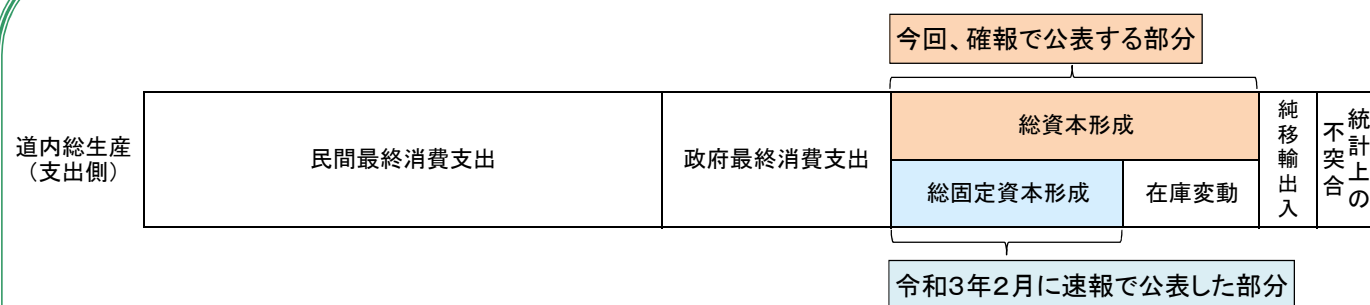 今回、確報で公表する部分
道内総生産
(支出側)
民間最終消費支出
政府最終消費支出
総資本形成
総固定資本形成
在庫変動
純移輸出入
統計上の
不突合
令和3年2月に速報で公表した部分